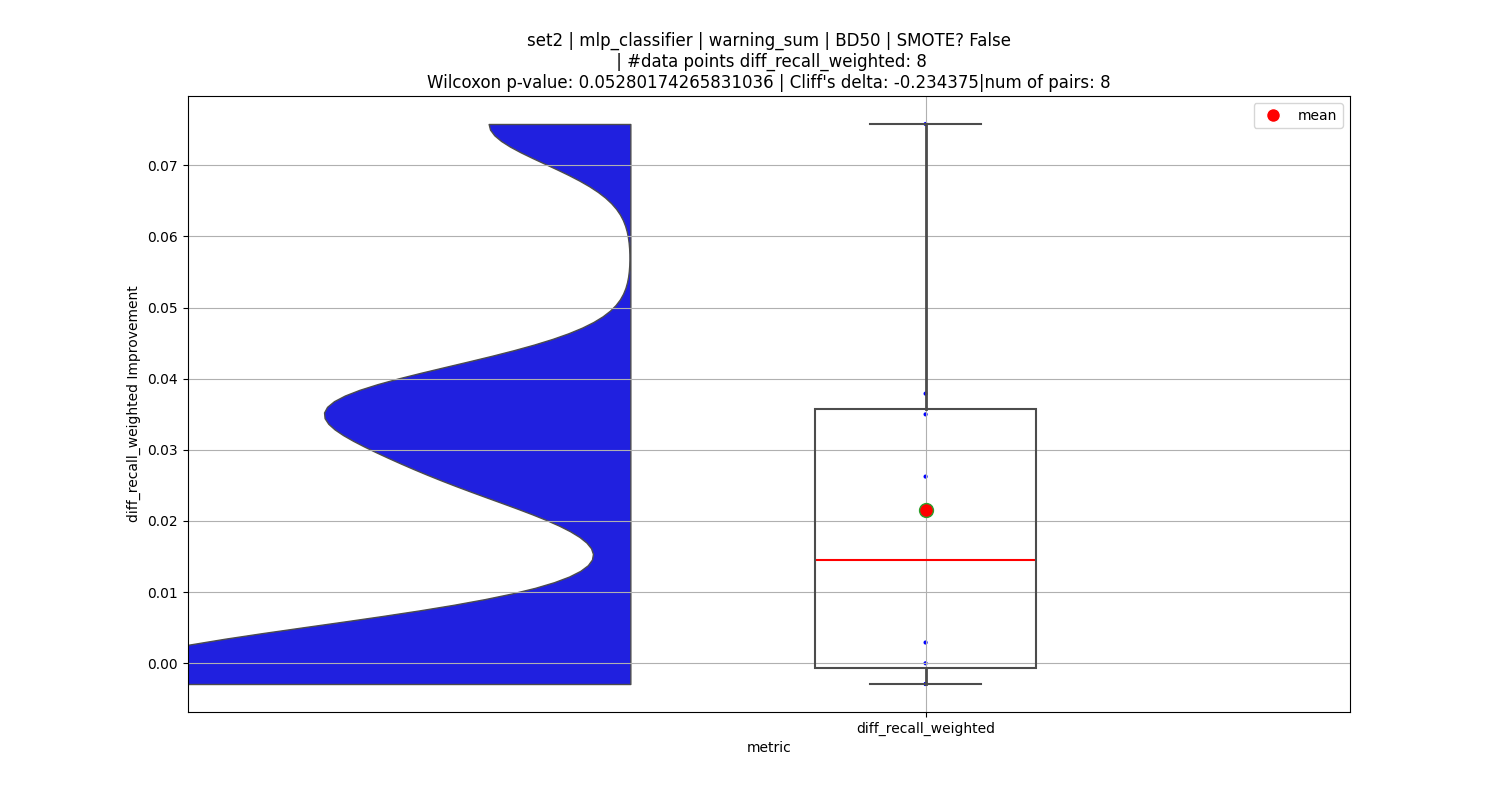 set2 | mlp_classifier | warning_sum | BD50 | SMOTE? False
| #data points diff_recall_weighted: 8
Wilcoxon p-value: 0.05280174265831036 | Cliff's delta: -0.234375|num of pairs: 8
mean
0.07
0.06
0.05
0.04
0.03
0.02
0.01
0.00
diff_recall_weighted Improvement
diff_recall_weighted
metric